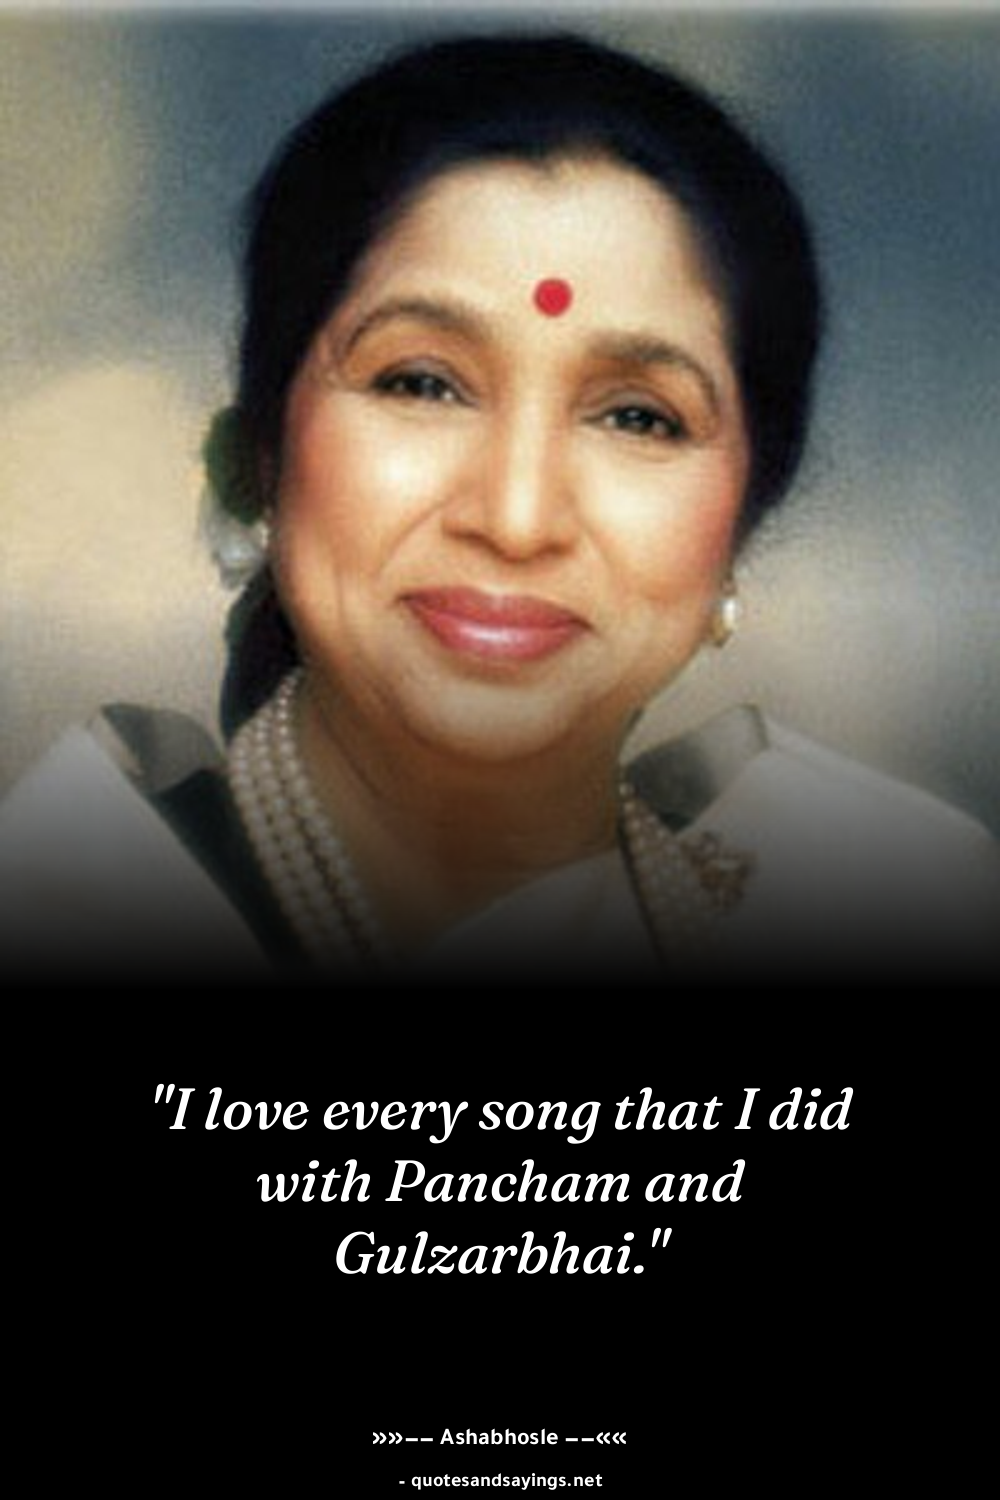 "I love every song that I did
with Pancham and
Gulzarbhai."
»»–– Ashabhosle ––««
- quotesandsayings.net